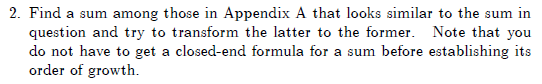 2. Find a sum among those in Appendix A that looks similar to the sum in
question and try to transform the latter to the former. Note that you
do not have to get a closed-end formula for a sum before establishing its
order of growth.